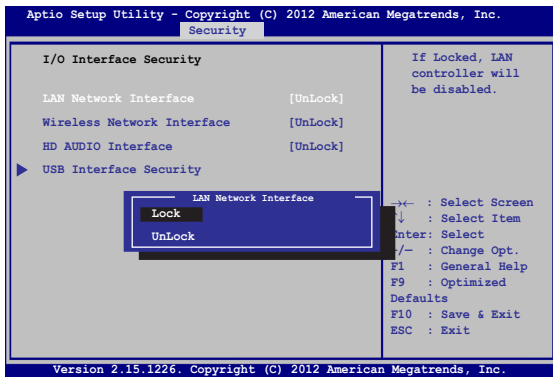 Aptio Setup Utility - Copyright (C) 2012 American Megatrends, Inc.
Security
I/O Interface Security
LAN Network Interface [UnLock]
Wireless Network Interface [UnLock]
HD AUDIO Interface [UnLock]
USB Interface Security
If Locked, LAN
controller will
be disabled.
LAN Network Interface
Lock
UnLock
→← : Select Screen
↑↓ : Select Item
Enter: Select
+/— : Change Opt.
F1 : General Help
F9 : Optimized
Defaults
F10 : Save & Exit
ESC : Exit
Version 2.15.1226. Copyright (C) 2012 American Megatrends, Inc.